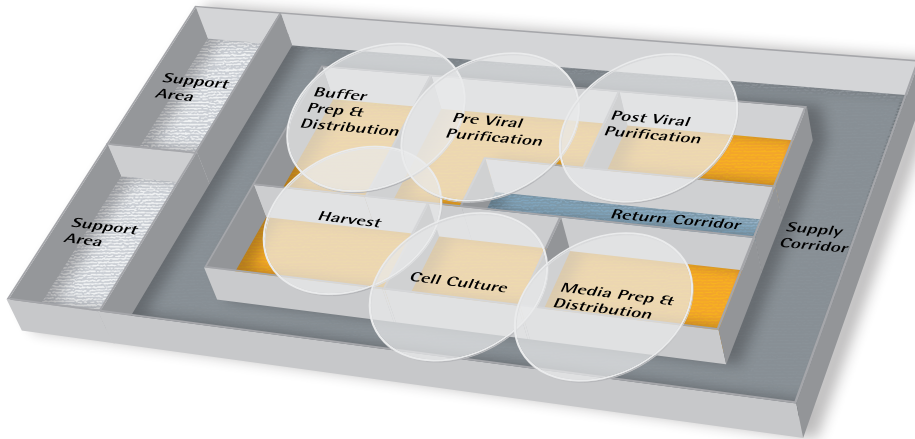 Support
Area
Buffer
Prep &
Distribution
Pre Viral
Purification
Post Viral
Purification
Support
Area
Harvest
Return Corridor
Supply
Corridor
Cell Culture
Media Prep &
Distribution